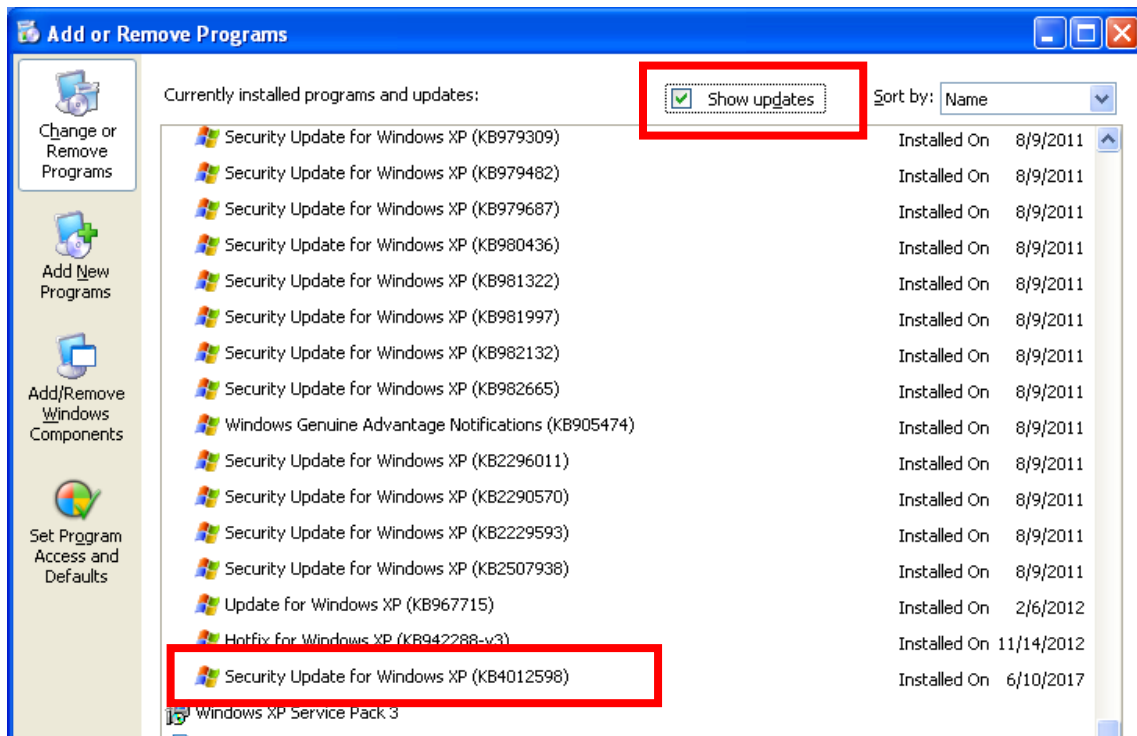 Add or Remove Programs
Change or
Remove
Programs
Add New
Programs
Add/Remove
Windows
Components
Set Program
Access and
Defaults
Currently installed programs and updates:
Show updates
Sort by: Name
Security Update for Windows XP (KB979309) Installed On 8/9/2011
Security Update for Windows XP (KB979482) Installed On 8/9/2011
Security Update for Windows XP (KB979687) Installed On 8/9/2011
Security Update for Windows XP (KB980436) Installed On 8/9/2011
Security Update for Windows XP (KB981322) Installed On 8/9/2011
Security Update for Windows XP (KB981997) Installed On 8/9/2011
Security Update for Windows XP (KB982132) Installed On 8/9/2011
Security Update for Windows XP (KB982665) Installed On 8/9/2011
Windows Genuine Advantage Notifications (KB905474) Installed On 8/9/2011
Security Update for Windows XP (KB2296011) Installed On 8/9/2011
Security Update for Windows XP (KB2290570) Installed On 8/9/2011
Security Update for Windows XP (KB2229593) Installed On 8/9/2011
Security Update for Windows XP (KB2507938) Installed On 8/9/2011
Update for Windows XP (KB967715) Installed On 2/6/2012
Hotfix for Windows XP (KB942288-v3) Installed On 11/14/2012
Security Update for Windows XP (KB4012598) Installed On 6/10/2017
Windows XP Service Pack 3